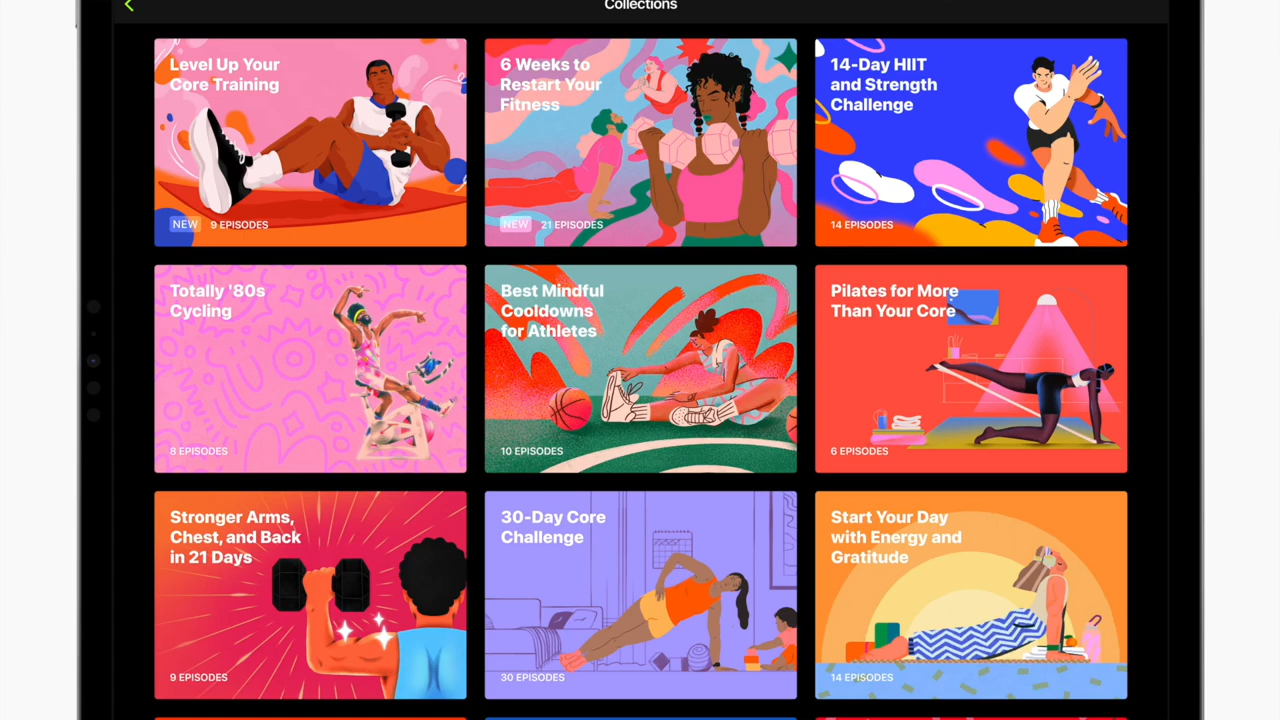 Collections
Level Up Your
Core Training
NEW
9 EPISODES
6 Weeks to
Restart Your
Fitness
NEW
21 EPISODES
14-Day HIIT
and Strength
Challenge
14 EPISODES
Totally '80s
Cycling
8 EPISODES
Best Mindful
Cooldowns
for Athletes
10 EPISODES
Pilates for More
Than Your Core
6 EPISODES
Stronger Arms,
Chest, and Back
in 21 Days
9 EPISODES
30-Day Core
Challenge
30 EPISODES
Start Your Day
with Energy and
Gratitude
14 EPISODES